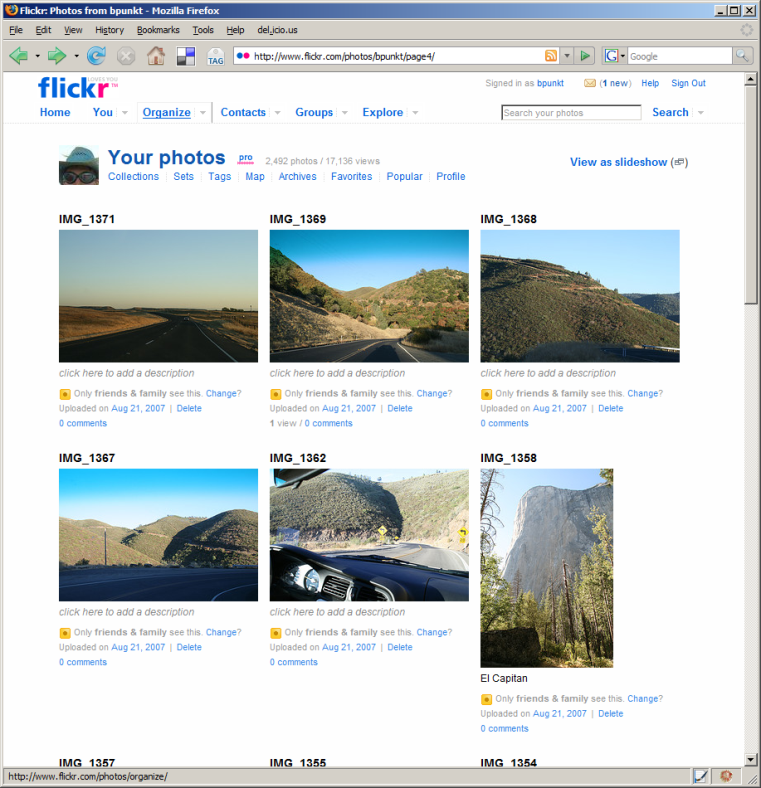 Flickr: Photos from bpunkt - Mozilla Firefox
File Edit View History Bookmarks Tools Help del.icio.us
TAG http://www.flickr.com/photos/bpunkt/page4/ G Google
flickr LOVES YOU TM
Signed in as bpunkt (1 new) Help Sign Out
Home You Organize Contacts Groups Explore Search your photos Search
Your photos pro 2,492 photos / 17,136 views
View as slideshow ( )
Collections Sets Tags Map Archives Favorites Popular Profile
IMG_1371 IMG_1369 IMG_1368
click here to add a description click here to add a description click here to add a description
Only friends & family see this. Change? Only friends & family see this. Change? Only friends & family see this. Change?
Uploaded on Aug 21, 2007 | Delete Uploaded on Aug 21, 2007 | Delete Uploaded on Aug 21, 2007 | Delete
0 comments 1 view / 0 comments 0 comments
IMG_1367 IMG_1362 IMG_1358
click here to add a description click here to add a description
Only friends & family see this. Change? Only friends & family see this. Change?
Uploaded on Aug 21, 2007 | Delete Uploaded on Aug 21, 2007 | Delete
0 comments 0 comments
El Capitan
Only friends & family see this. Change?
Uploaded on Aug 21, 2007 | Delete
0 comments
IMG_1357 IMG_1355 IMG_1354
http://www.flickr.com/photos/organize/